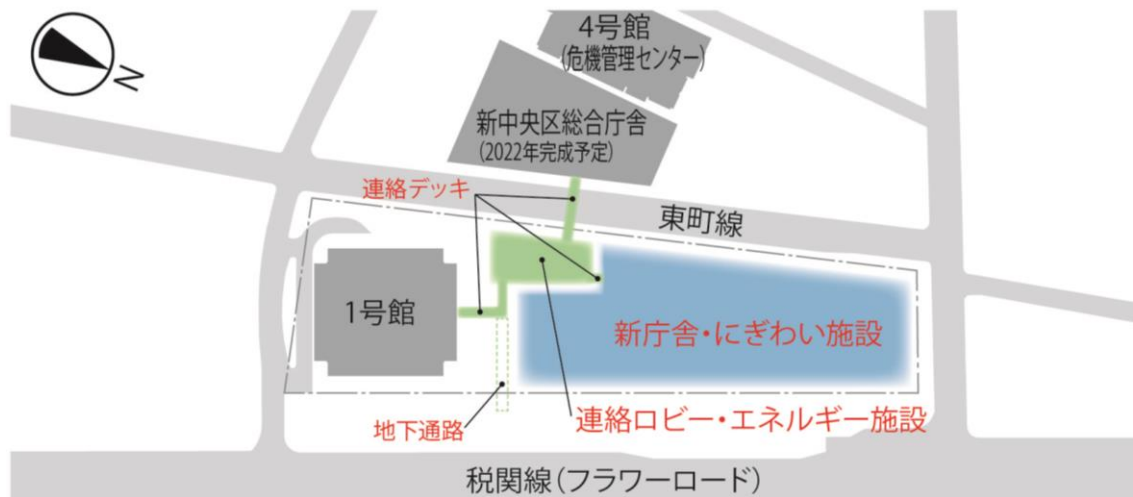 N
4号館
(危機管理センター)
新中央区総合庁舎
(2022年完成予定)
連絡デッキ
東町線
1号館
新庁舎・にぎわい施設
連絡ロビー・エネルギー施設
地下通路
税関線(フラワーロード)